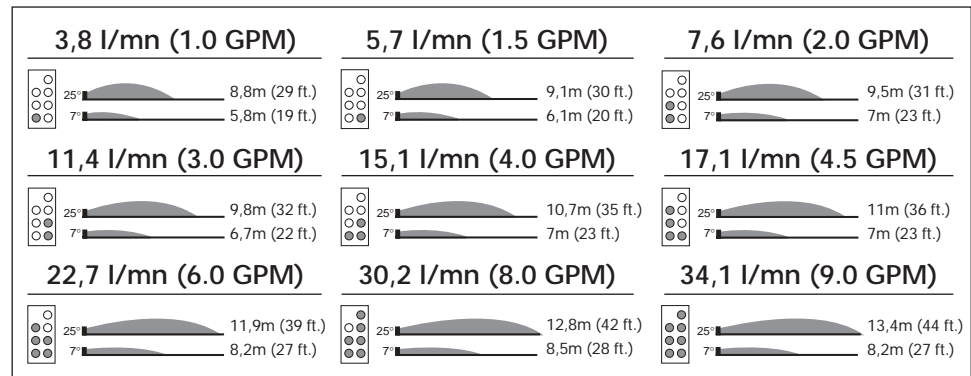 3,8 l/mn (1.0 GPM)
25° 8,8m (29 ft.)
7° 5,8m (19 ft.)
5,7 l/mn (1.5 GPM)
25° 9,1m (30 ft.)
7° 6,1m (20 ft.)
7,6 l/mn (2.0 GPM)
25° 9,5m (31 ft.)
7° 7m (23 ft.)
11,4 l/mn (3.0 GPM)
25° 9,8m (32 ft.)
7° 6,7m (22 ft.)
15,1 l/mn (4.0 GPM)
25° 10,7m (35 ft.)
7° 7m (23 ft.)
17,1 l/mn (4.5 GPM)
25° 11m (36 ft.)
7° 7m (23 ft.)
22,7 l/mn (6.0 GPM)
25° 11,9m (39 ft.)
7° 8,2m (27 ft.)
30,2 l/mn (8.0 GPM)
25° 12,8m (42 ft.)
7° 8,5m (28 ft.)
34,1 l/mn (9.0 GPM)
25° 13,4m (44 ft.)
7° 8,2m (27 ft.)